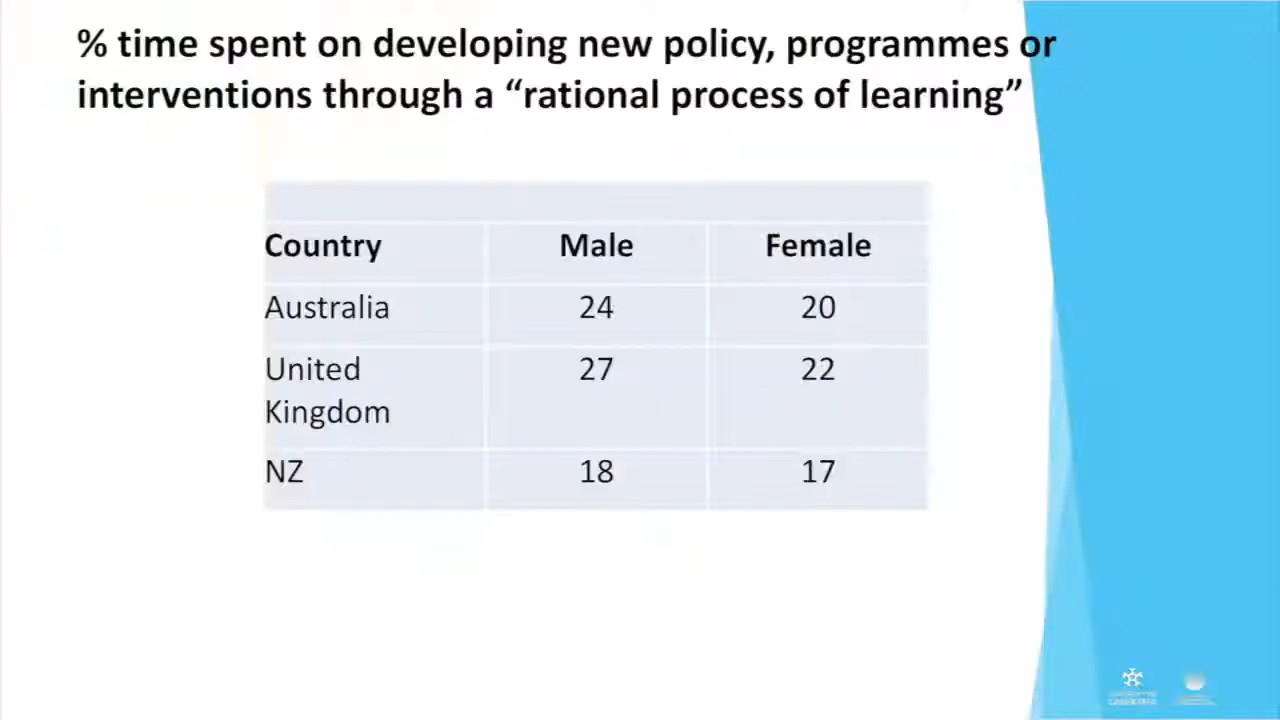 % time spent on developing new policy, programmes or
interventions through a “rational process of learning”
Country Male Female
Australia 24 20
United 27 22
Kingdom
NZ 18 17